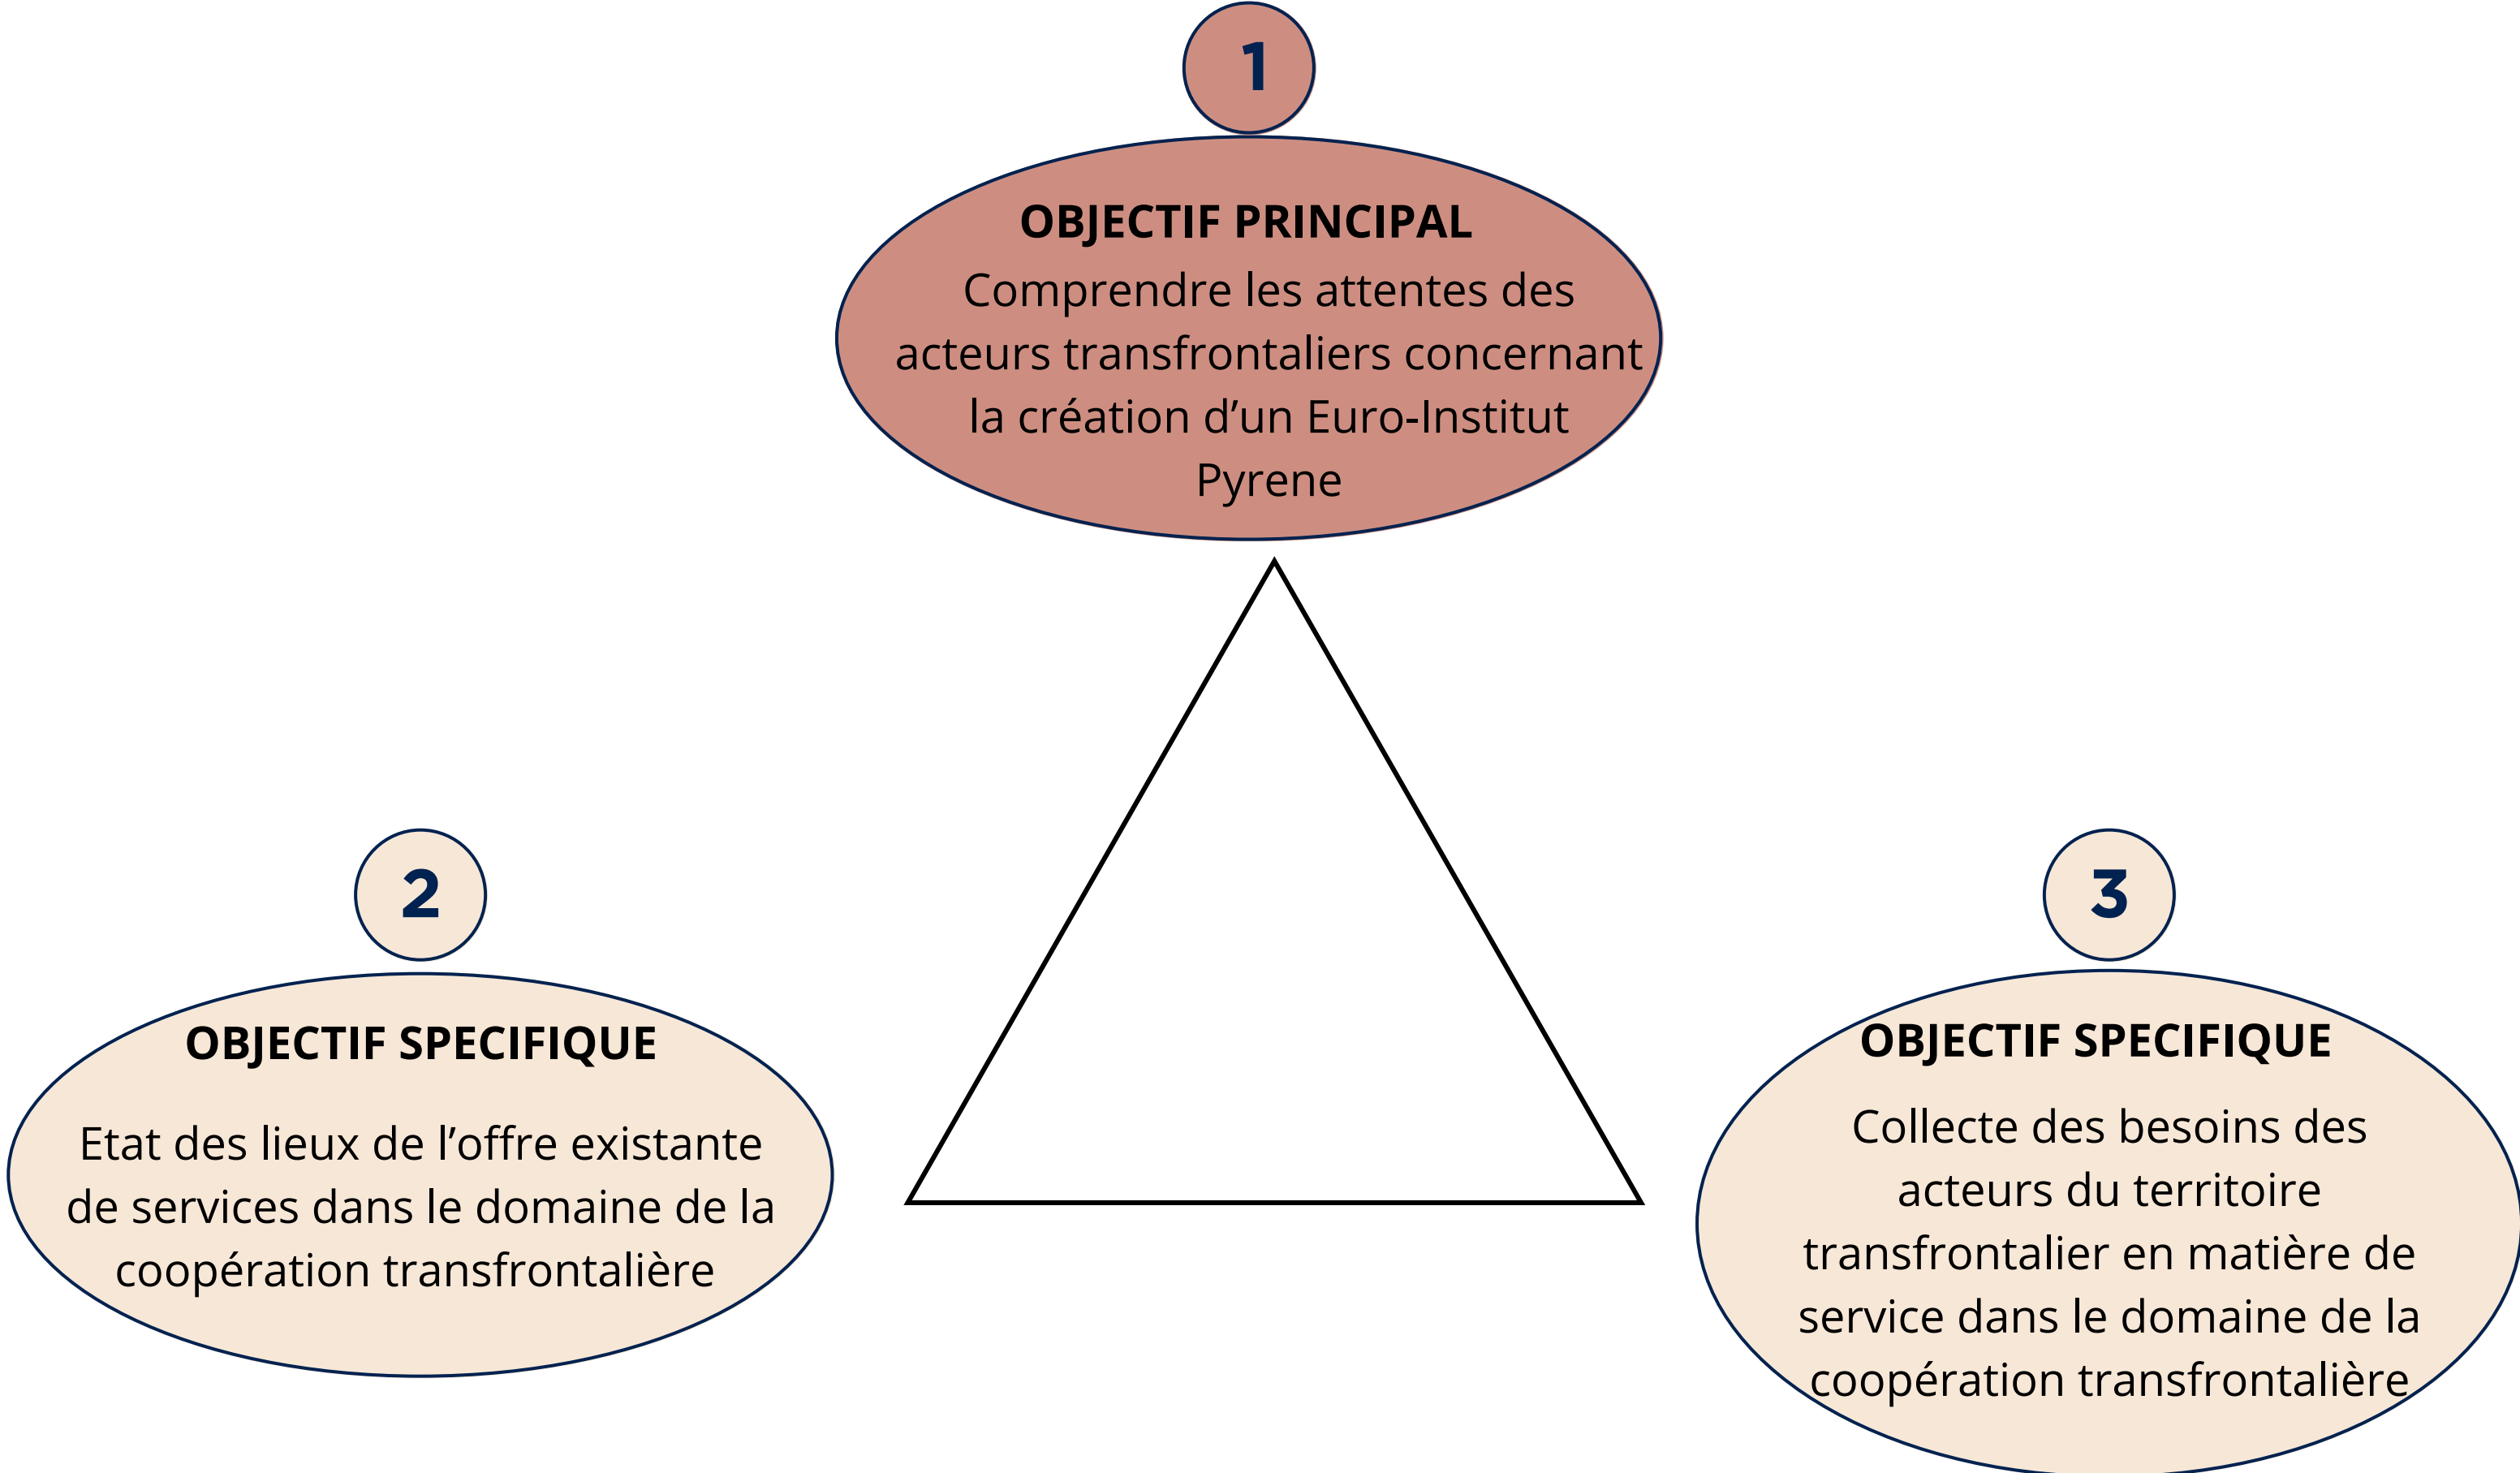 1
OBJECTIF PRINCIPAL
Comprendre les attentes des
acteurs transfrontaliers concernant
la création d’un Euro-Institut
Pyrene
2
OBJECTIF SPECIFIQUE
Etat des lieux de l’offre existante
de services dans le domaine de la
coopération transfrontalière
3
OBJECTIF SPECIFIQUE
Collecte des besoins des
acteurs du territoire
transfrontalier en matière de
service dans le domaine de la
coopération transfrontalière